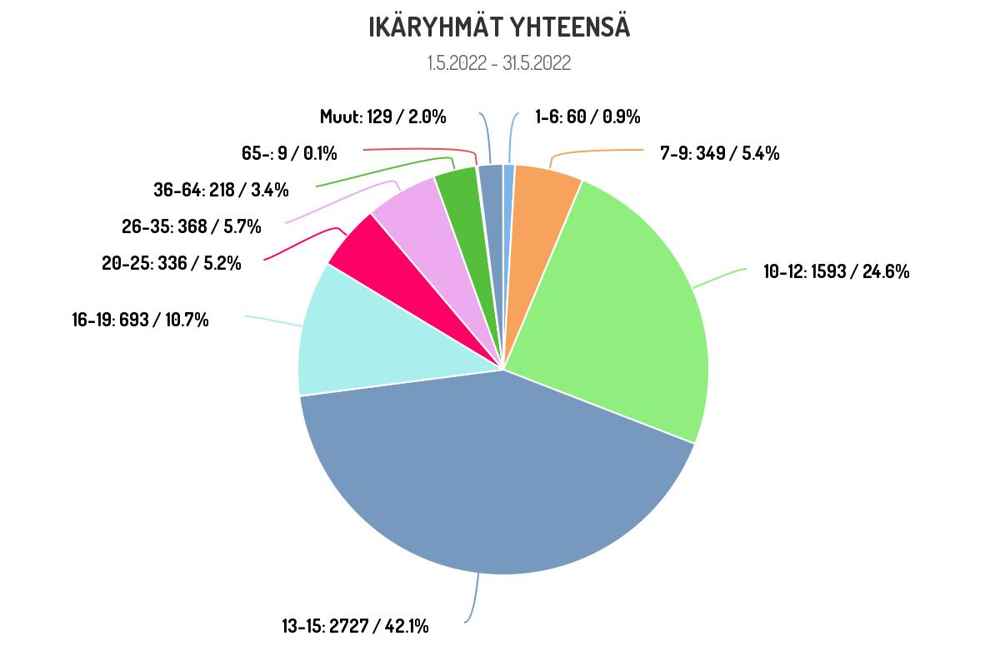 IKÄRYHMÄT YHTEENSÄ
1.5.2022 - 31.5.2022
Muut: 129 / 2.0%
1-6: 60 / 0.9%
65-: 9 / 0.1%
7-9: 349 / 5.4%
36-64: 218 / 3.4%
26-35: 368 / 5.7%
20-25: 336 / 5.2%
10-12: 1593 / 24.6%
16-19: 693 / 10.7%
13-15: 2727 / 42.1%